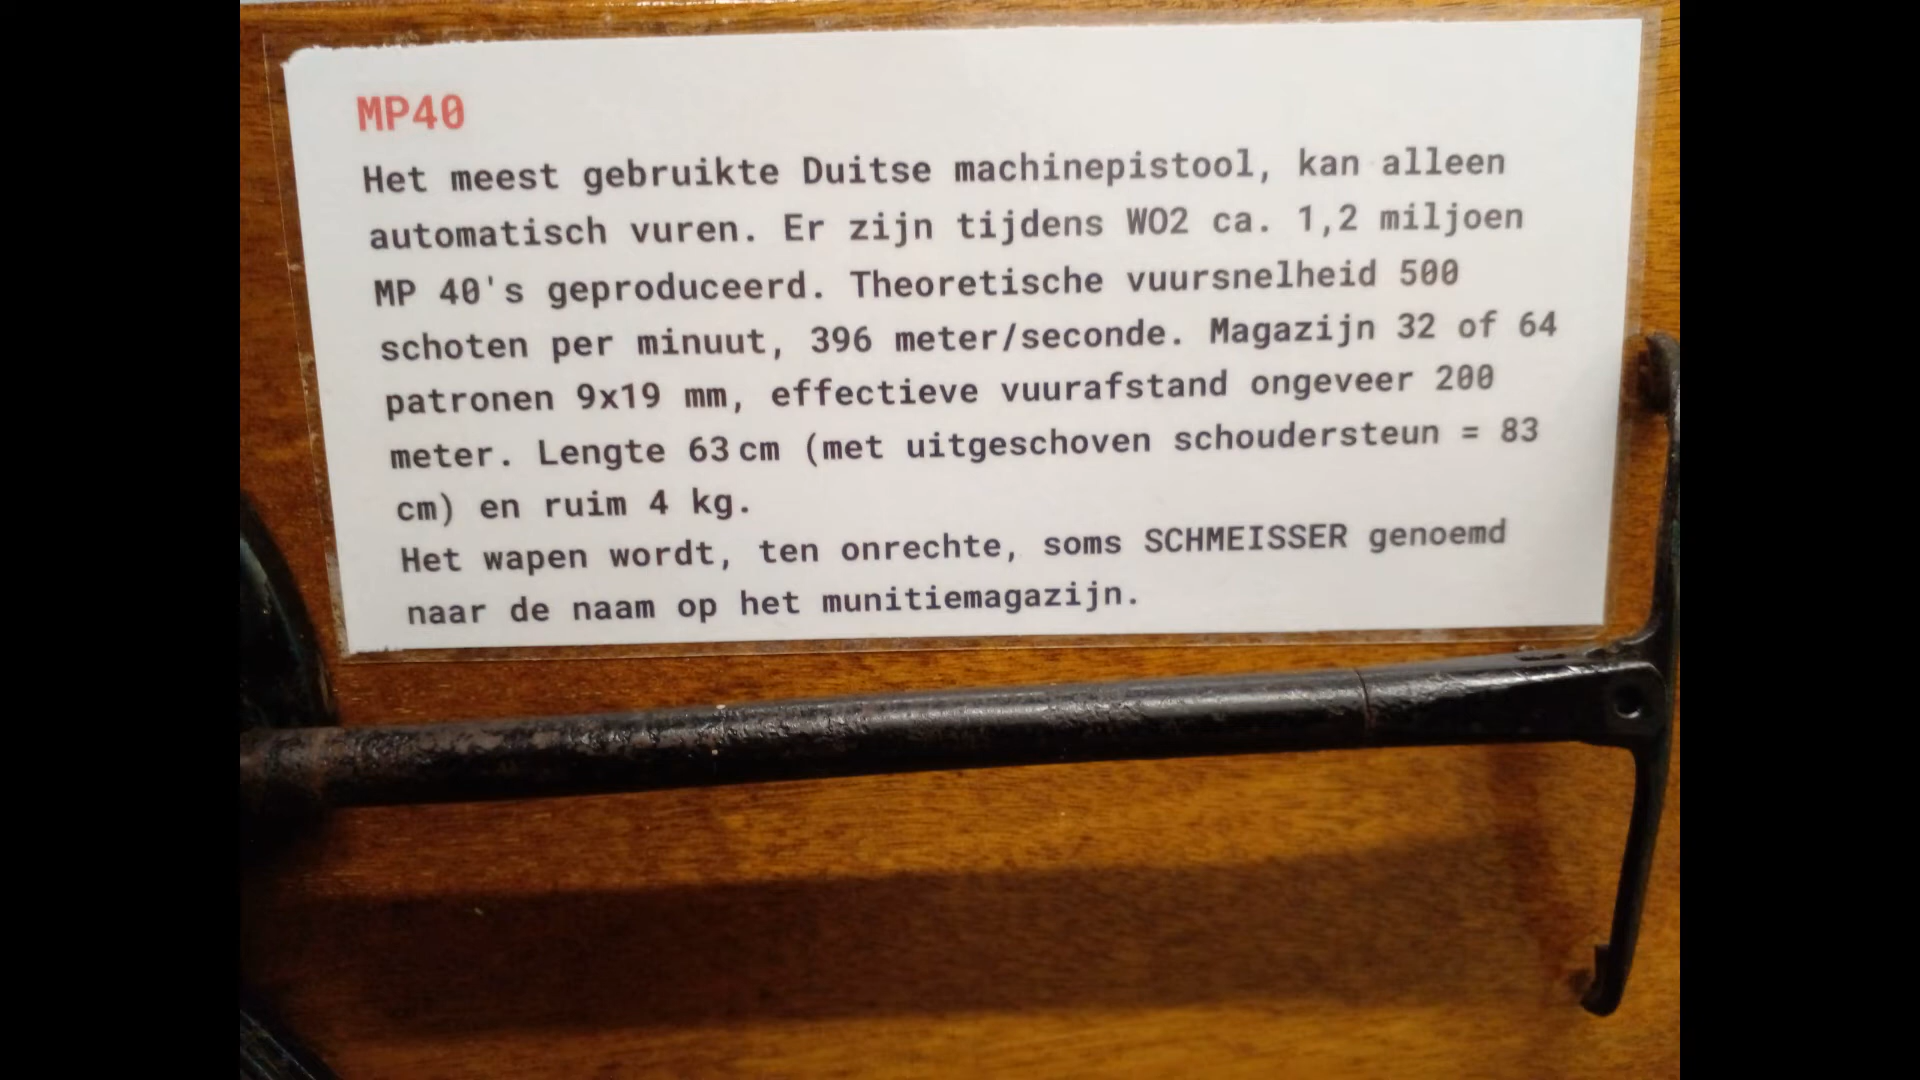 MP40
Het meest gebruikte Duitse machinepistool, kan alleen
automatisch vuren. Er zijn tijdens WO2 ca. 1,2 miljoen
MP 40's geproduceerd. Theoretische vuursnelheid 500
schoten per minuut, 396 meter/seconde. Magazijn 32 of 64
patronen 9x19 mm, effectieve vuurafstand ongeveer 200
meter. Lengte 63 cm (met uitgeschoven schoudersteun = 83
cm) en ruim 4 kg.
Het wapen wordt, ten onrechte, soms SCHMEISSER genoemd
naar de naam op het munitiemagazijn.